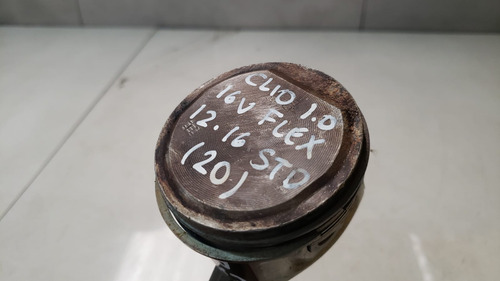 CLIO 1.0
16V FLEX
12.16 STD
(20)